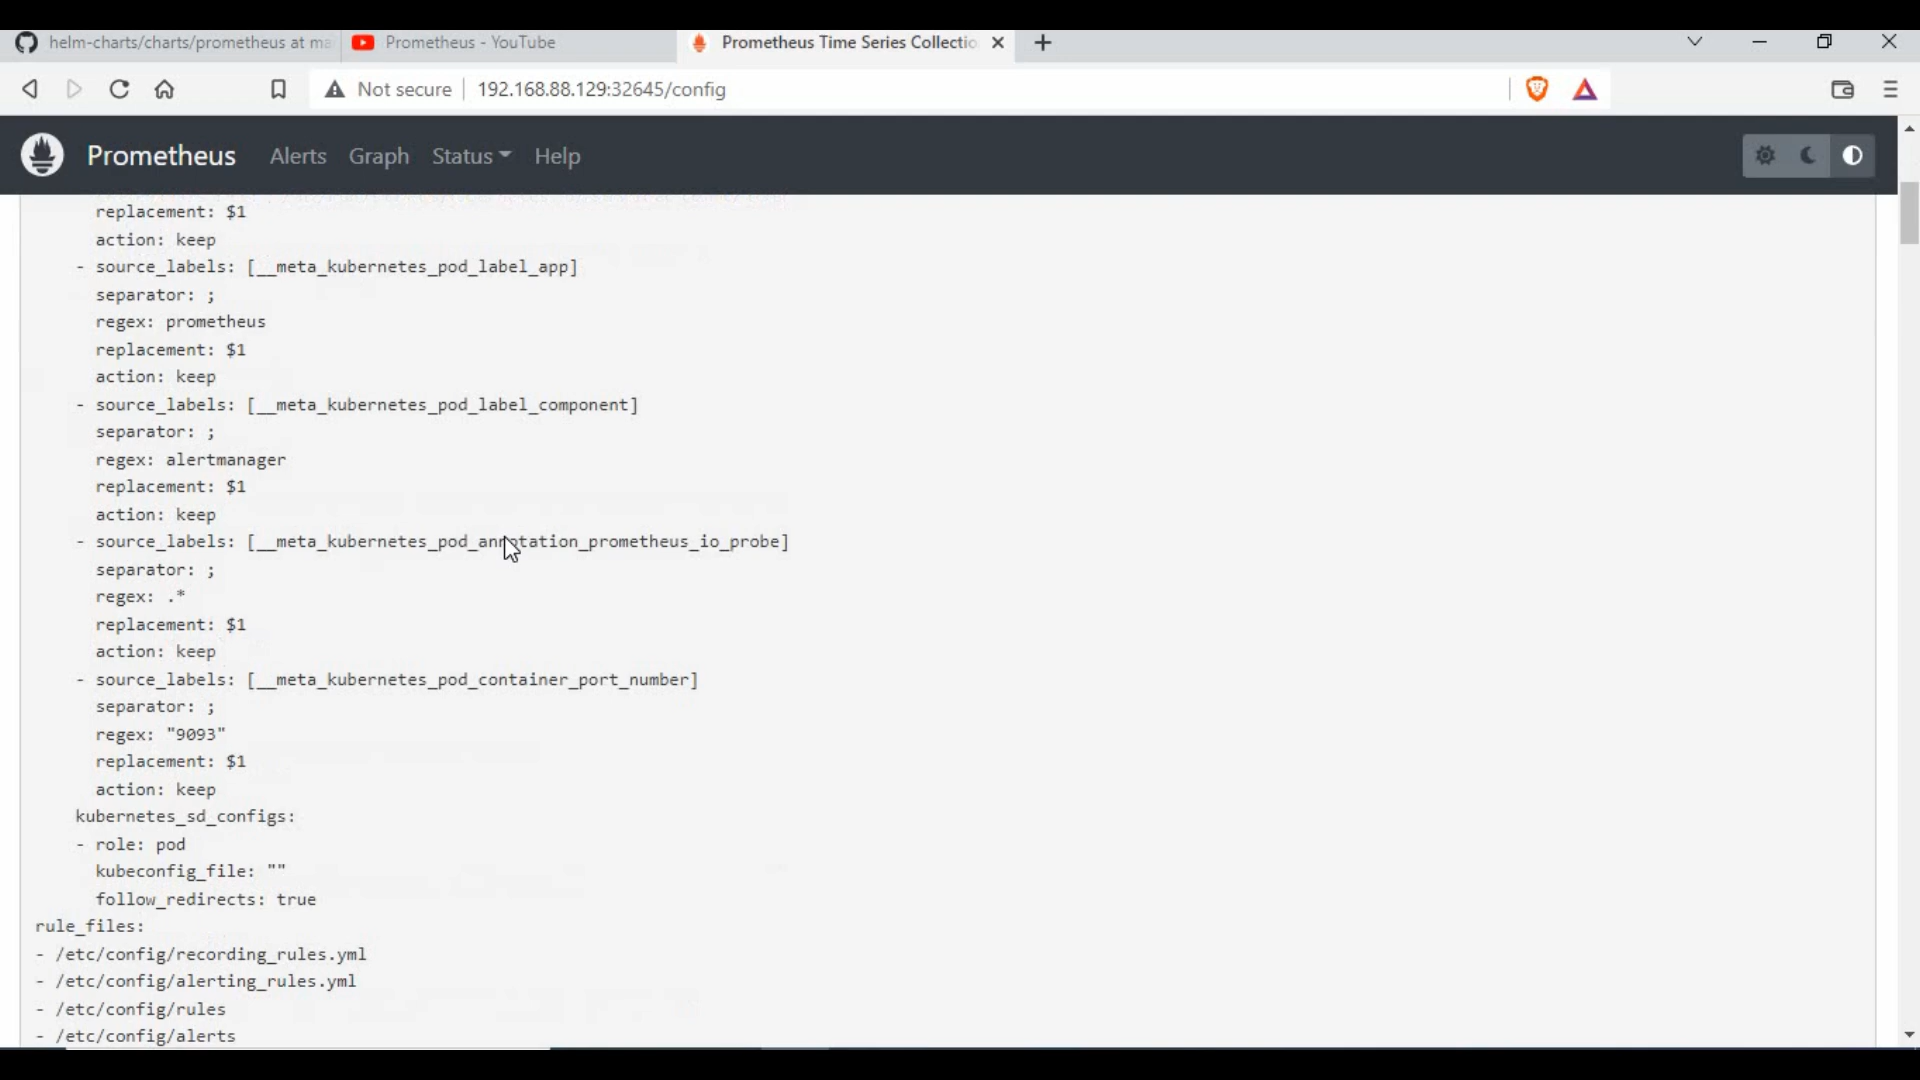 helm-charts/charts/prometheus at ma
Prometheus - YouTube
Prometheus Time Series Collectio
Not secure
192.168.88.129:32645/config
Prometheus
Alerts
Graph
Status
Help
replacement: $1
action: keep
- source_labels: [__meta_kubernetes_pod_label_app]
separator: ;
regex: prometheus
replacement: $1
action: keep
- source_labels: [__meta_kubernetes_pod_label_component]
separator: ;
regex: alertmanager
replacement: $1
action: keep
- source_labels: [__meta_kubernetes_pod_annotation_prometheus_io_probe]
separator: ;
regex: .*
replacement: $1
action: keep
- source_labels: [__meta_kubernetes_pod_container_port_number]
separator: ;
regex: "9093"
replacement: $1
action: keep
kubernetes_sd_configs:
- role: pod
kubeconfig_file: ""
follow_redirects: true
rule_files:
- /etc/config/recording_rules.yml
- /etc/config/alerting_rules.yml
- /etc/config/rules
- /etc/config/alerts